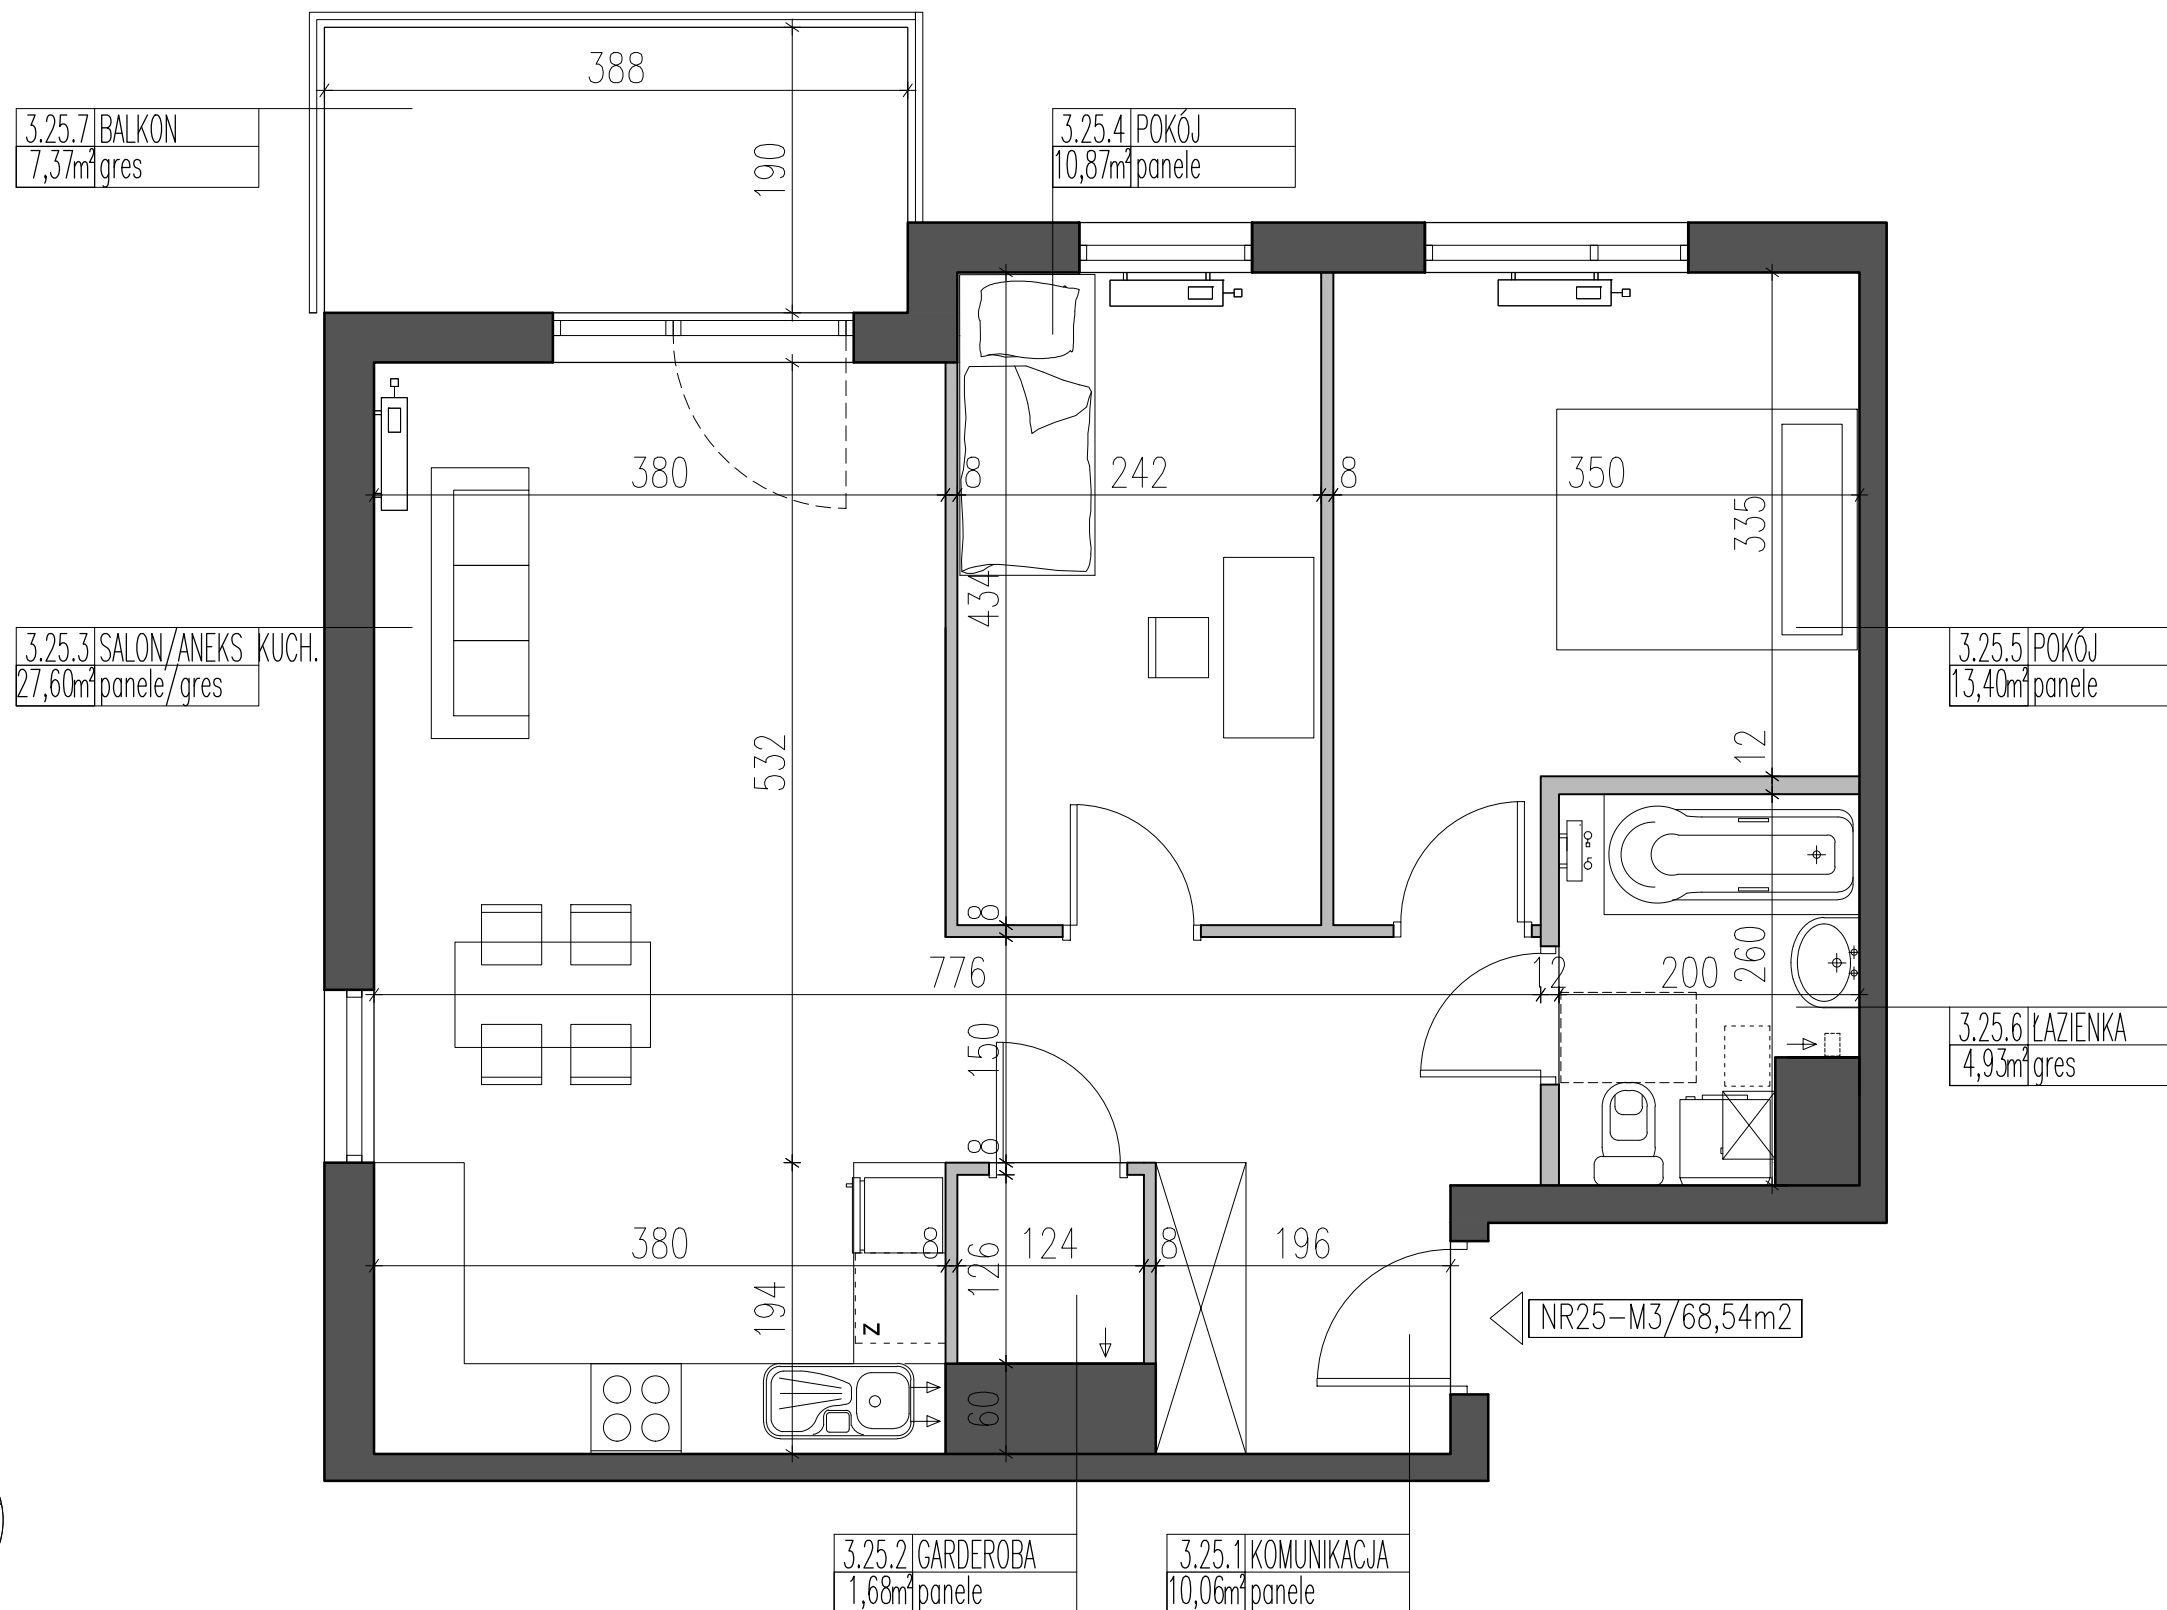 388
3.25.7 BALKON
7,37m² gres
190
3.25.4 POKÓJ
10,87m² panele
380
8
242
8
350
335
434
3.25.3 SALON/ANEKS KUCH.
27,60m² panele/gres
3.25.5 POKÓJ
13,40m² panele
532
12
8
776
12
200
260
150
3.25.6 ŁAZIENKA
4,93m² gres
8
380
8
124
8
196
126
194
Z
NR25-M3/68,54m2
60
3.25.2 GARDEROBA
1,68m² panele
3.25.1 KOMUNIKACJA
10,06m² panele